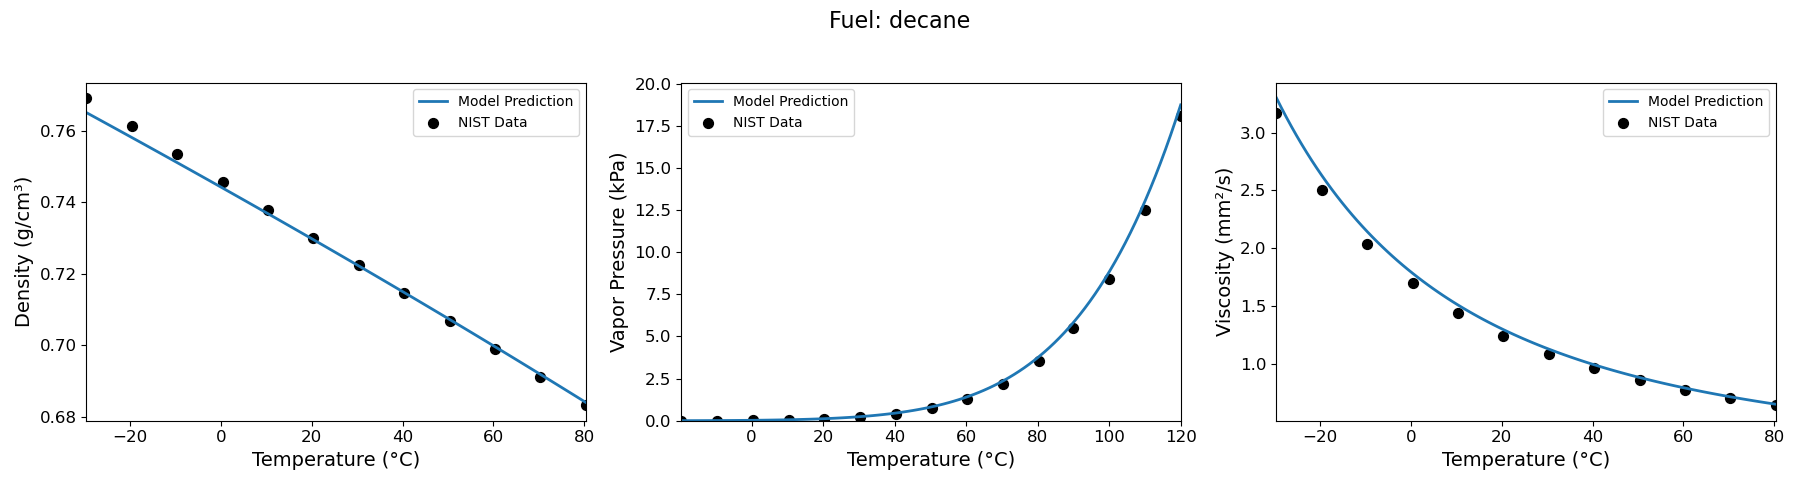 Fuel: decane
Density (g/cm³)
0.76
0.74
0.72
0.70
0.68
Model Prediction
NIST Data
−20
0
20
40
60
80
Temperature (°C)
Vapor Pressure (kPa)
20.0
17.5
15.0
12.5
10.0
7.5
5.0
2.5
0.0
Model Prediction
NIST Data
0
20
40
60
80
100
120
Temperature (°C)
Viscosity (mm²/s)
3.0
2.5
2.0
1.5
1.0
Model Prediction
NIST Data
−20
0
20
40
60
80
Temperature (°C)